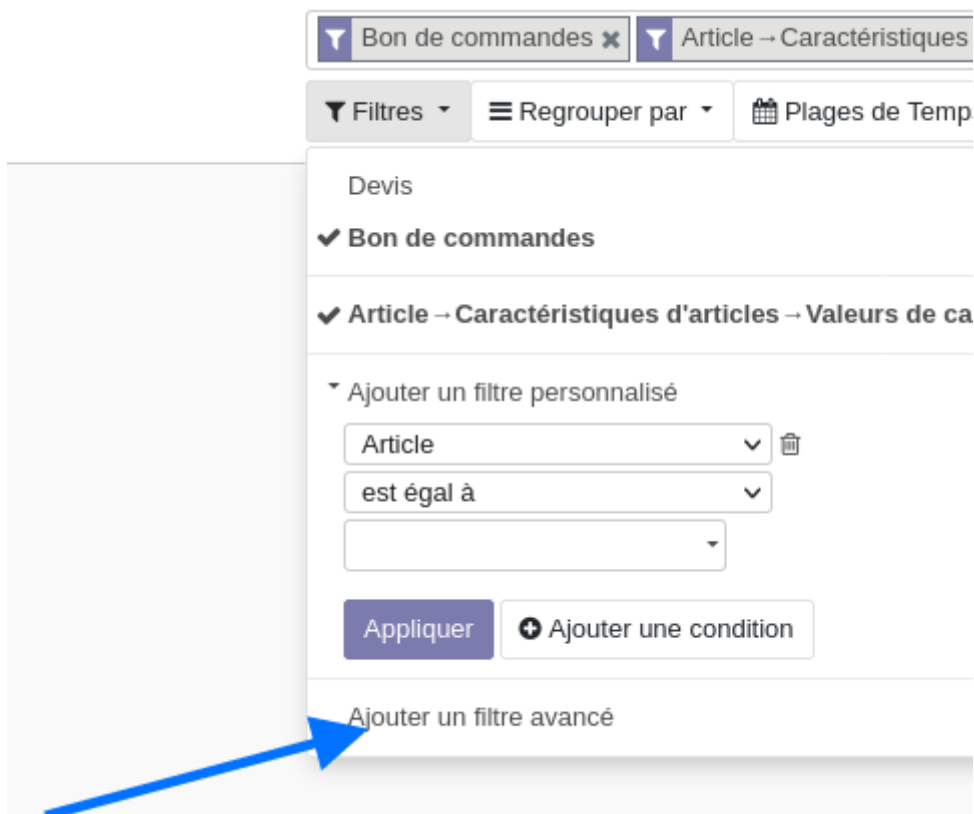 Bon de commandes Article→Caractéristiques
Filtres Regrouper par Plages de Temps
Devis
Bon de commandes
Article→Caractéristiques d'articles→Valeurs de ca
Ajouter un filtre personnalisé
Article
est égal à
Appliquer Ajouter une condition
Ajouter un filtre avancé